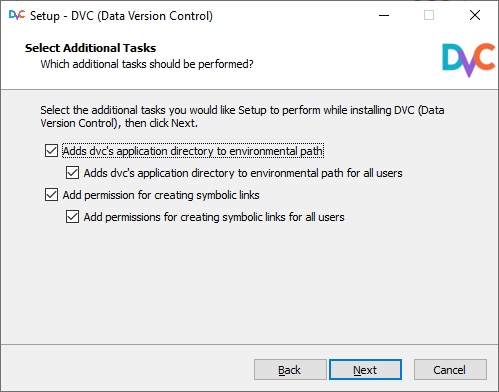 DVC Setup - DVC (Data Version Control)
Select Additional Tasks
Which additional tasks should be performed?
DVC
Select the additional tasks you would like Setup to perform while installing DVC (Data
Version Control), then click Next.
Adds dvc's application directory to environmental path
Adds dvc's application directory to environmental path for all users
Add permission for creating symbolic links
Add permissions for creating symbolic links for all users
Back Next Cancel